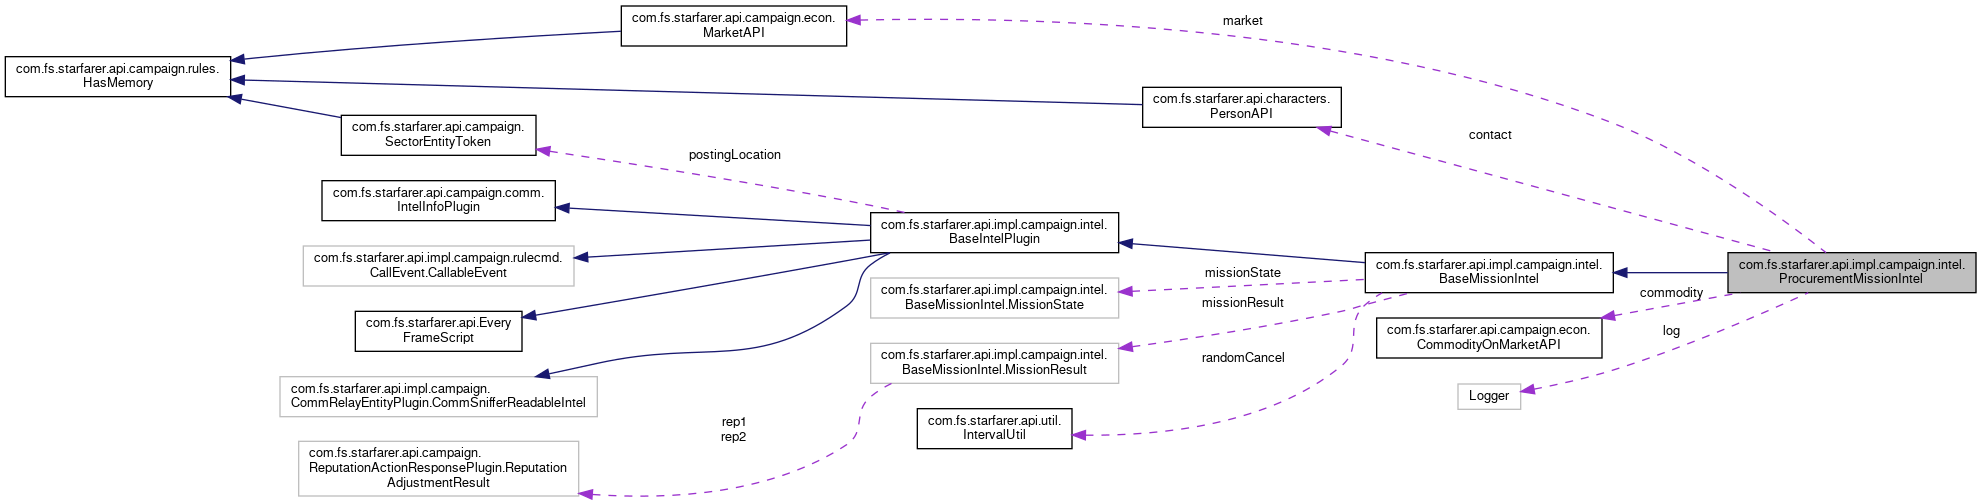 com.fs.starfarer.api.campaign.econ.
MarketAPI
market
com.fs.starfarer.api.campaign.rules.
HasMemory
com.fs.starfarer.api.characters.
PersonAPI
com.fs.starfarer.api.campaign.
SectorEntityToken
contact
postingLocation
com.fs.starfarer.api.campaign.comm.
IntelInfoPlugin
com.fs.starfarer.api.impl.campaign.intel.
BaseIntelPlugin
com.fs.starfarer.api.impl.campaign.rulecmd.
CallEvent.CallableEvent
com.fs.starfarer.api.impl.campaign.intel.
BaseMissionIntel
com.fs.starfarer.api.impl.campaign.intel.
ProcurementMissionIntel
missionState
com.fs.starfarer.api.impl.campaign.intel.
BaseMissionIntel.MissionState
missionResult
commodity
com.fs.starfarer.api.Every
FrameScript
com.fs.starfarer.api.campaign.econ.
CommodityOnMarketAPI
log
com.fs.starfarer.api.impl.campaign.intel.
BaseMissionIntel.MissionResult
randomCancel
com.fs.starfarer.api.impl.campaign.
CommRelayEntityPlugin.CommSnifferReadableIntel
Logger
rep1
rep2
com.fs.starfarer.api.util.
IntervalUtil
com.fs.starfarer.api.campaign.
ReputationActionResponsePlugin.Reputation
AdjustmentResult